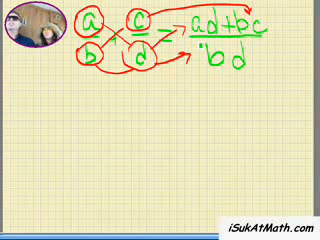 a + c = ad+bc
b d bd
iSukAtMath.com